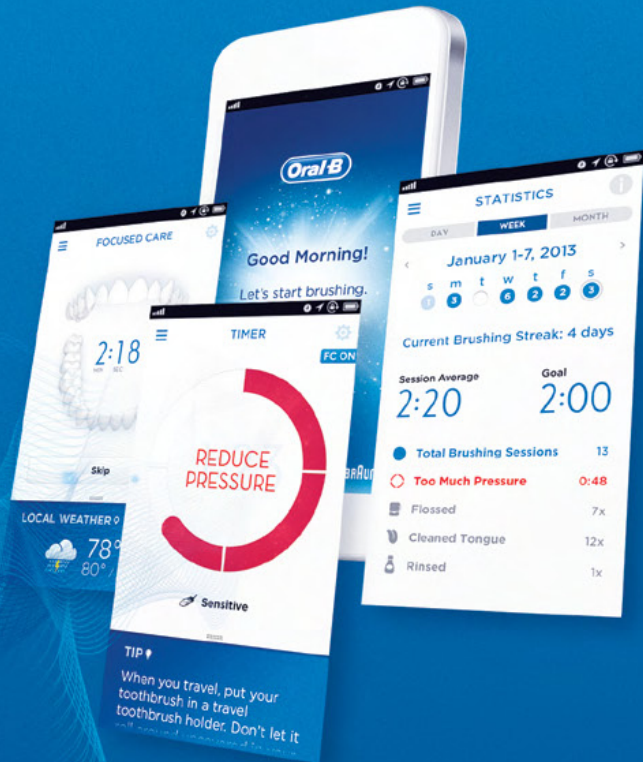 Oral-B
Good Morning!
Let's start brushing.
BRAUN
FOCUSED CARE
2:18
MIN SEC
Skip
LOCAL WEATHER
78°
80° /
TIMER
FC ON
REDUCE
PRESSURE
Sensitive
TIP
When you travel, put your
toothbrush in a travel
toothbrush holder. Don't let it
STATISTICS
DAY WEEK MONTH
January 1-7, 2013
s m t w t f s
1 3 6 2 2 3
Current Brushing Streak: 4 days
Session Average Goal
2:20 2:00
Total Brushing Sessions 13
Too Much Pressure 0:48
Flossed 7x
Cleaned Tongue 12x
Rinsed 1x